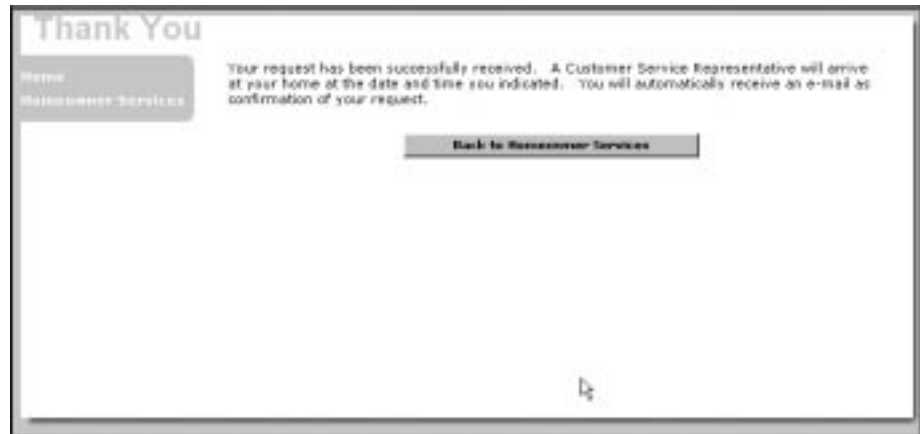 Thank You
Home
Homeowner Services
Your request has been successfully received. A Customer Service Representative will arrive
at your home at the date and time you indicated. You will automatically receive an e-mail as
confirmation of your request.
Back to Homeowner Services